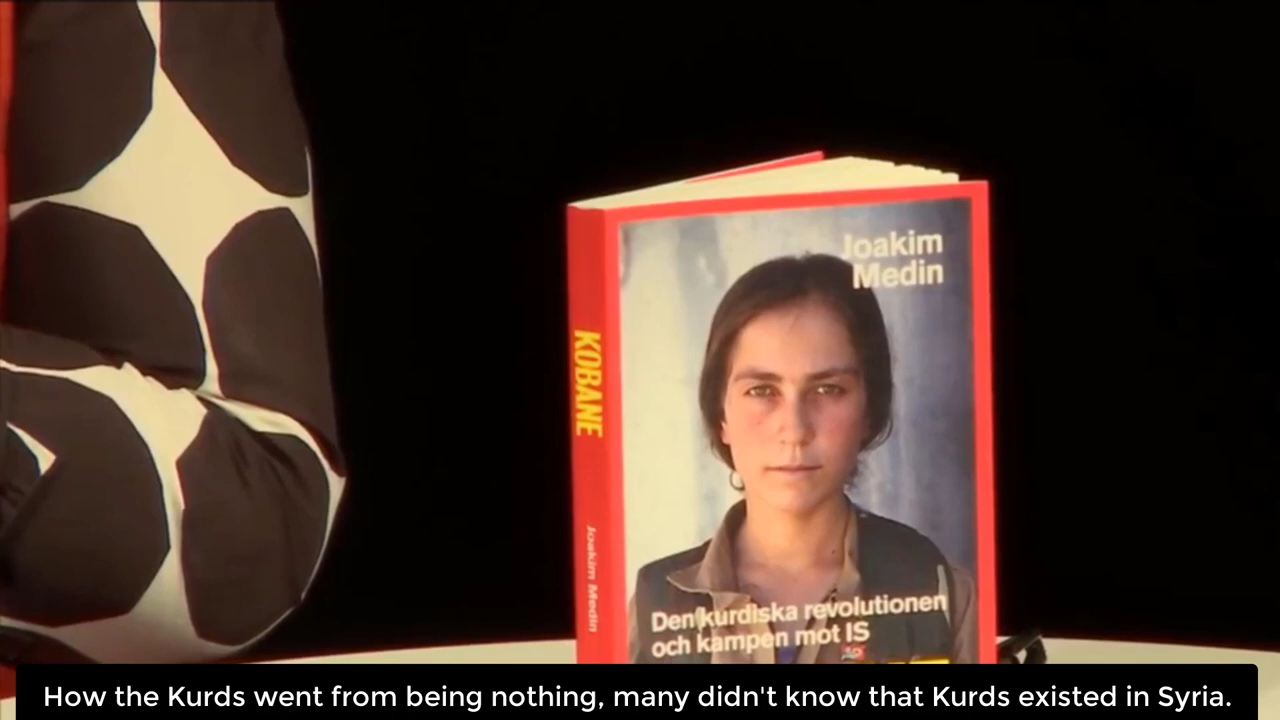 Joakim
Medin
KOBANE
Joakim Medin
Den kurdiska revolutionen
och kampen mot IS
How the Kurds went from being nothing, many didn't know that Kurds existed in Syria.